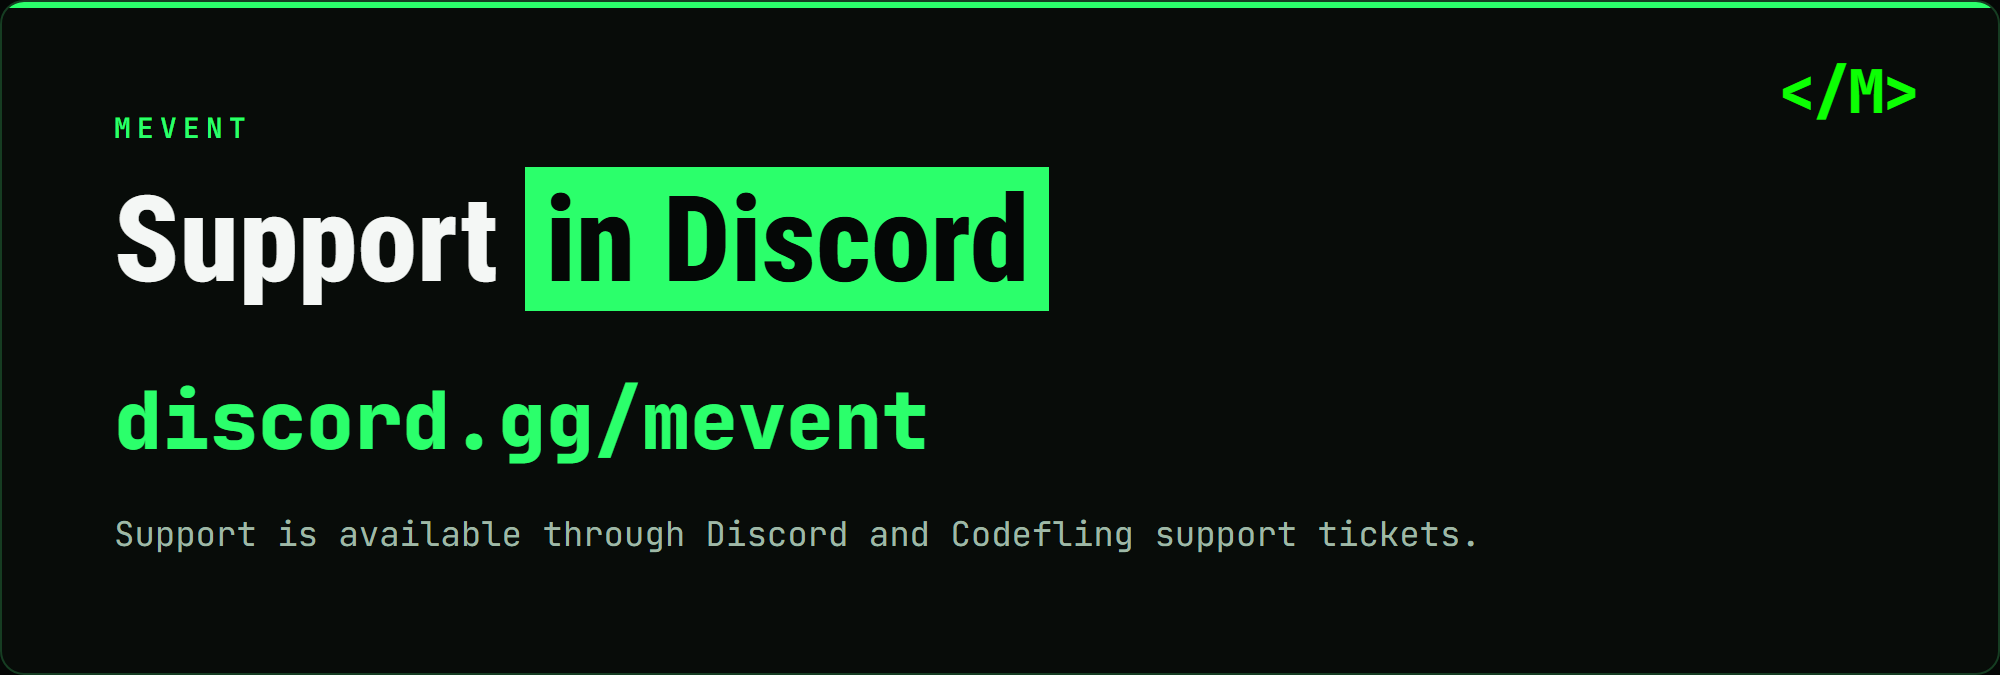 </M>
MEVENT
Support in Discord
discord.gg/mevent
Support is available through Discord and Codefling support tickets.